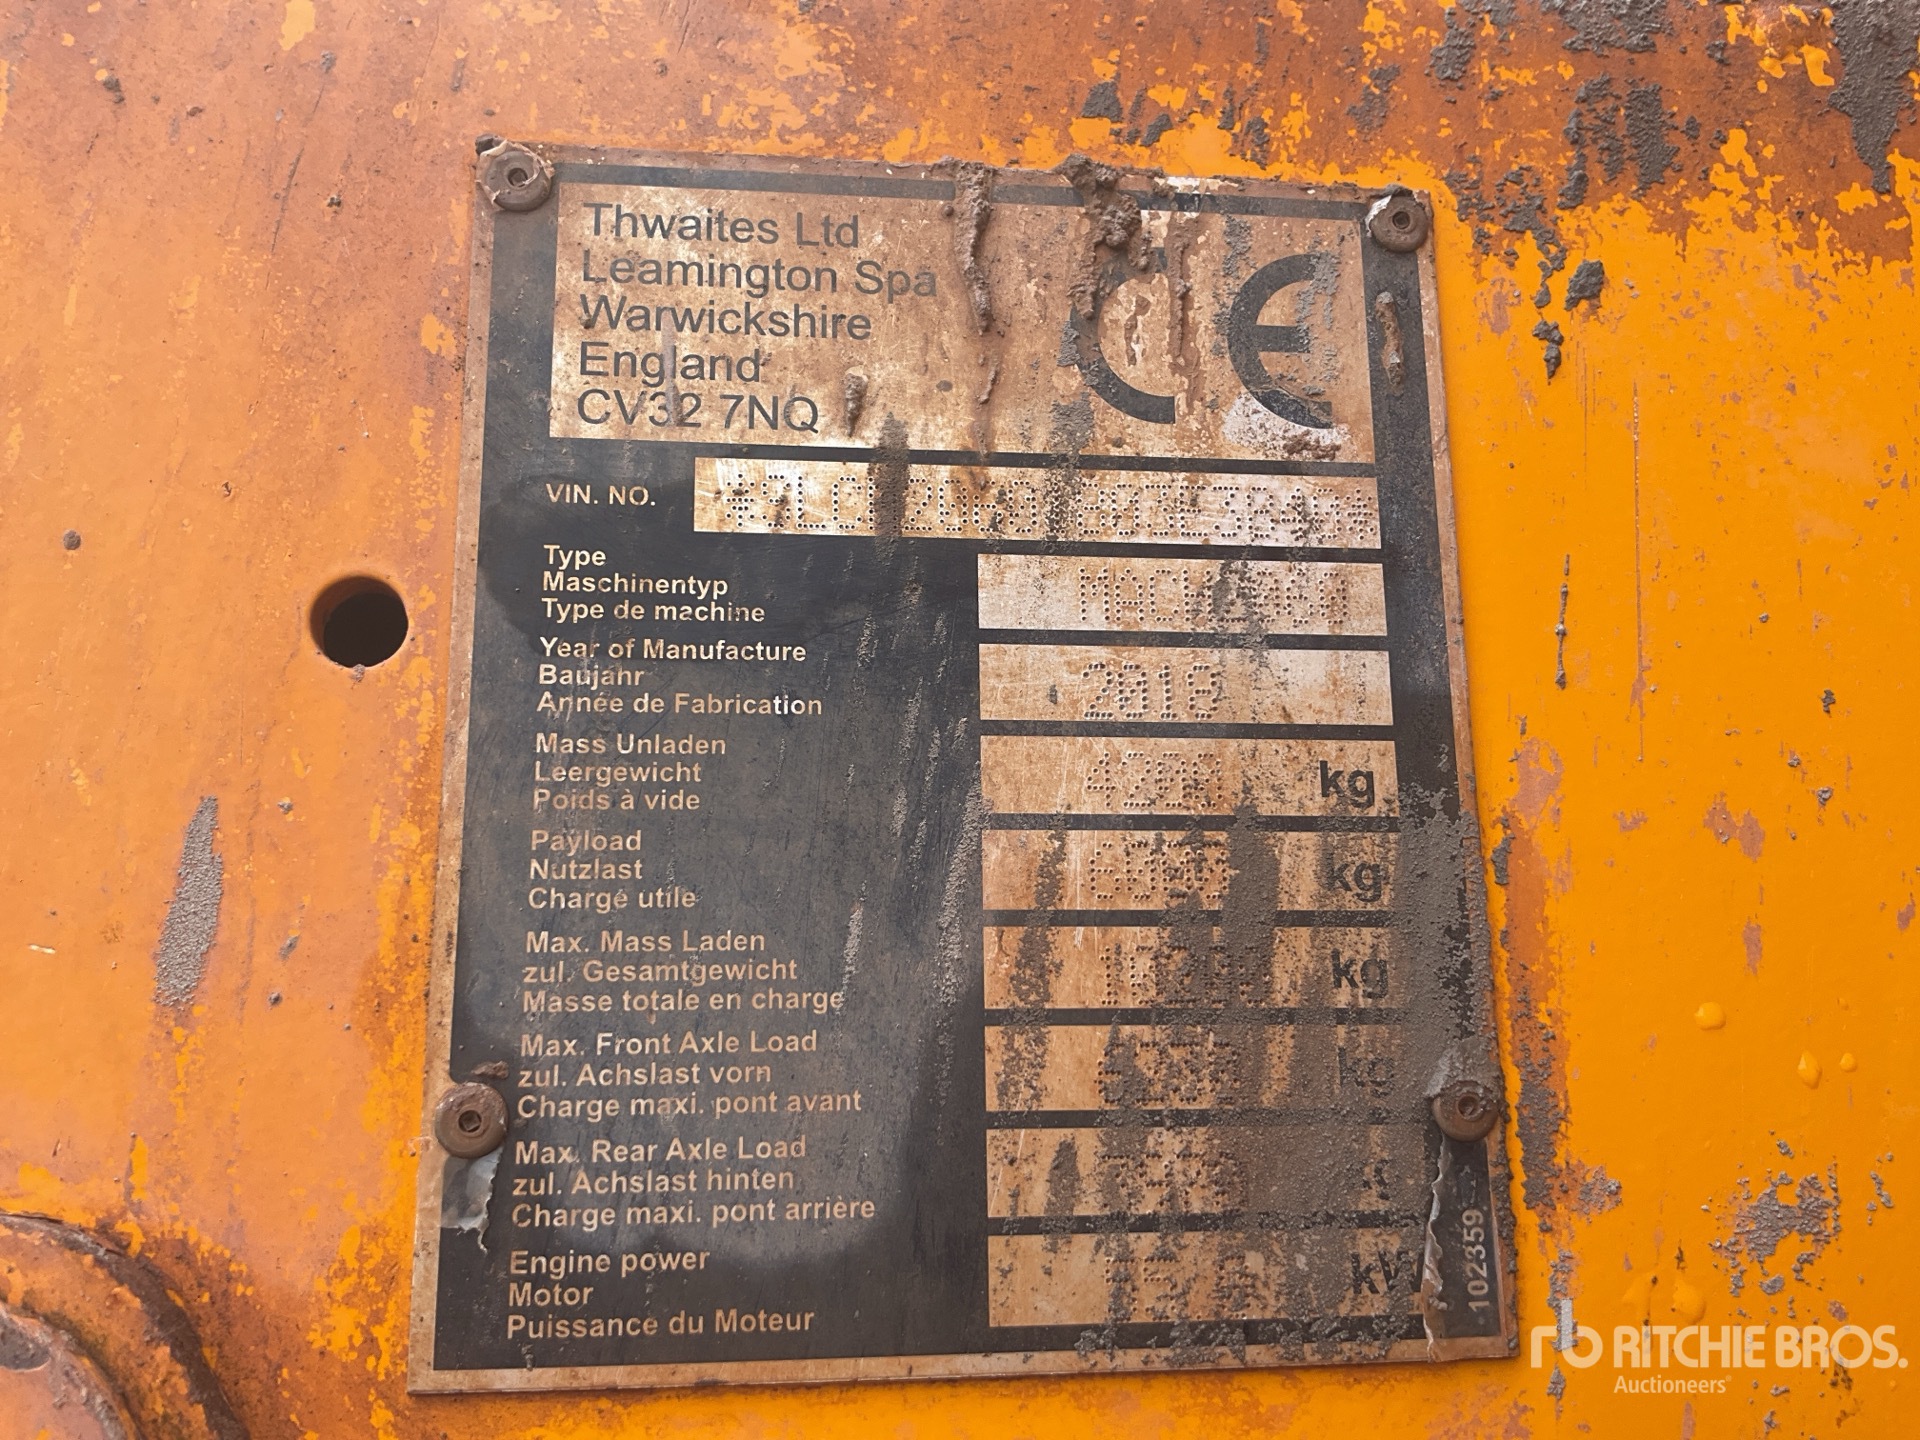 Thwaites Ltd
Leamington Spa
Warwickshire
England
CV32 7NQ
CE
VIN. NO.
Type
Maschinentyp
Type de machine
Year of Manufacture
Baujahr
Année de Fabrication
2018
Mass Unladen
Leergewicht
Poids à vide
4200 kg
Payload
Nutzlast
Charge utile
6000 kg
Max. Mass Laden
zul. Gesamtgewicht
Masse totale en charge
kg
Max. Front Axle Load
zul. Achslast vorn
Charge maxi. pont avant
kg
Max. Rear Axle Load
zul. Achslast hinten
Charge maxi. pont arrière
Engine power
Motor
Puissance du Moteur
kW
102359
RITCHIE BROS.
Auctioneers